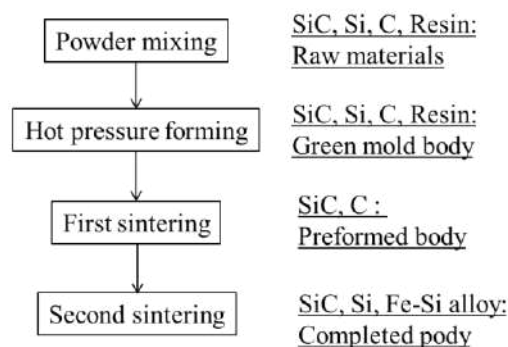 Powder mixing
SiC, Si, C, Resin:
Raw materials
Hot pressure forming
SiC, Si, C, Resin:
Green mold body
First sintering
SiC, C :
Preformed body
Second sintering
SiC, Si, Fe-Si alloy:
Completed pody